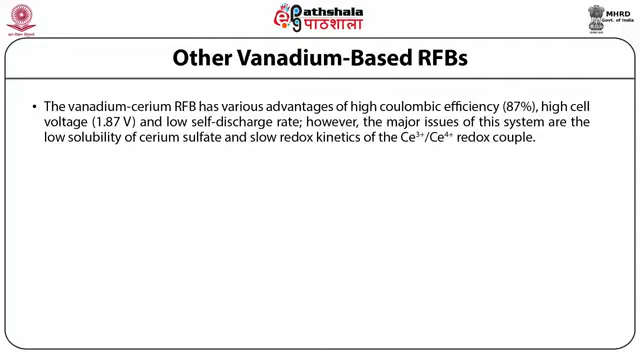 ePathshala
पाठशाला
MHRD
Govt. of India
Other Vanadium-Based RFBs
• The vanadium-cerium RFB has various advantages of high coulombic efficiency (87%), high cell
voltage (1.87 V) and low self-discharge rate; however, the major issues of this system are the
low solubility of cerium sulfate and slow redox kinetics of the Ce³⁺/Ce⁴⁺ redox couple.